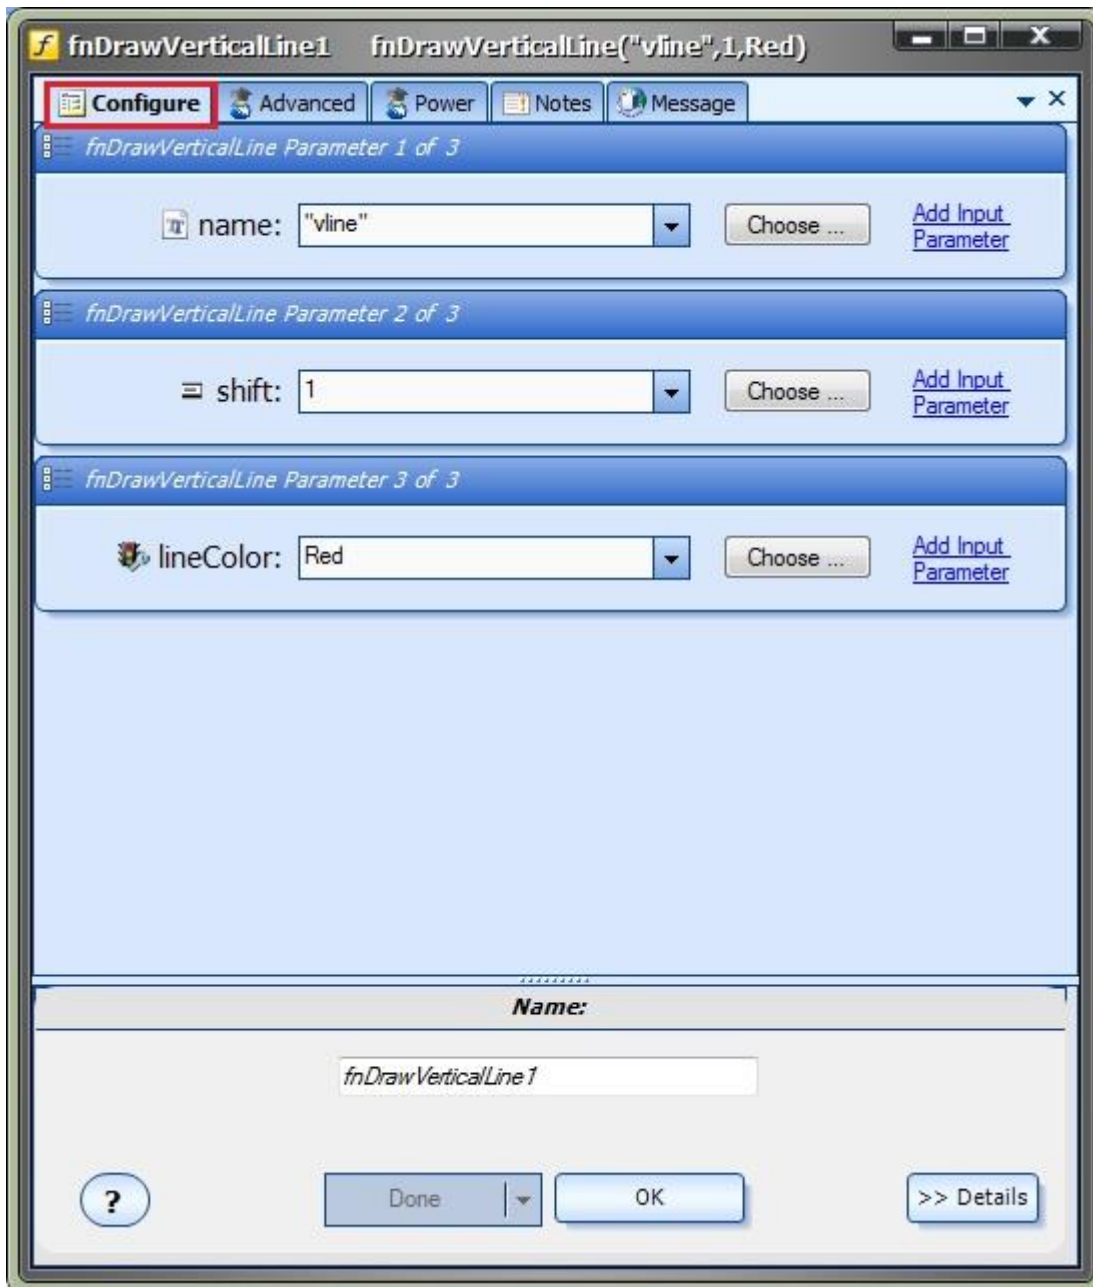 fnDrawVerticalLine1 fnDrawVerticalLine("vline",1,Red)
Configure Advanced Power Notes Message
fnDrawVerticalLine Parameter 1 of 3
name: "vline" Choose ... Add Input Parameter
fnDrawVerticalLine Parameter 2 of 3
shift: 1 Choose ... Add Input Parameter
fnDrawVerticalLine Parameter 3 of 3
lineColor: Red Choose ... Add Input Parameter
Name:
fnDrawVerticalLine1
? Done OK >> Details